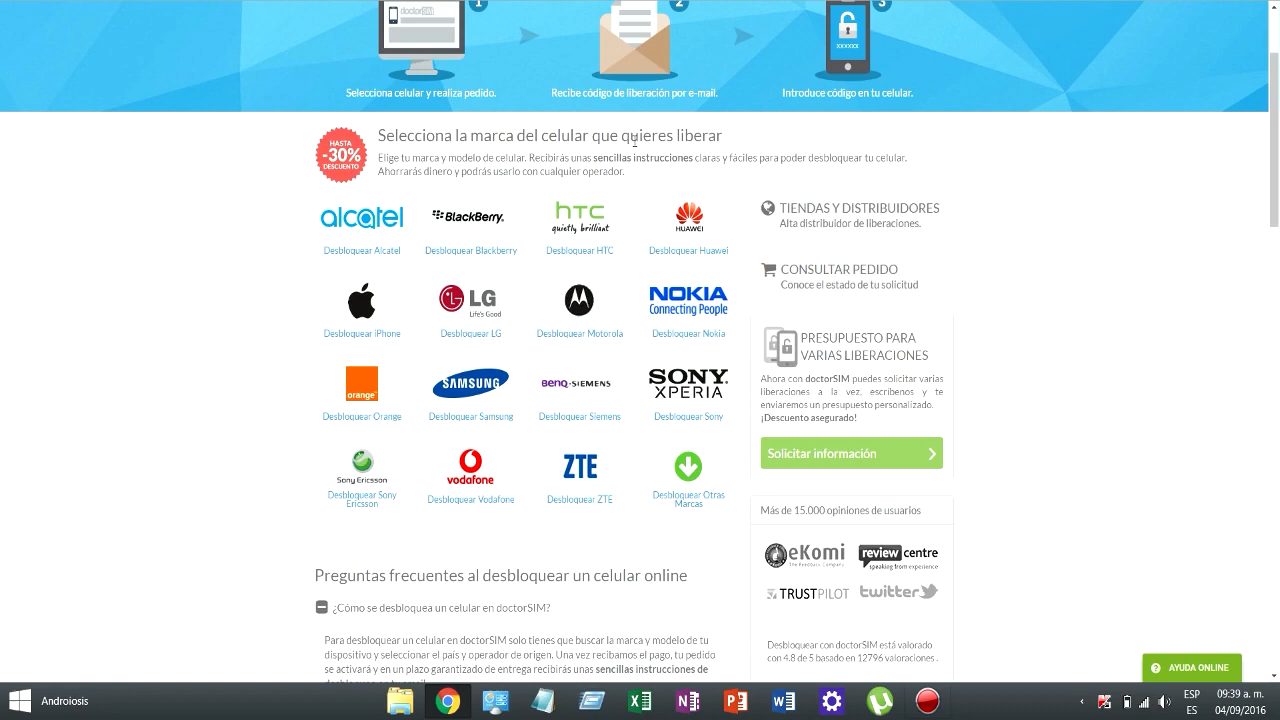 1
2
3
doctorSIM
xxxxxx
Selecciona celular y realiza pedido.
Recibe código de liberación por e-mail.
Introduce código en tu celular.
HASTA
-30%
DESCUENTO
Selecciona la marca del celular que quieres liberar
Elige tu marca y modelo de celular. Recibirás unas sencillas instrucciones claras y fáciles para poder desbloquear tu celular.
Ahorrarás dinero y podrás usarlo con cualquier operador.
alcatel
BlackBerry.
hTC
quietly brilliant
HUAWEI
Desbloquear Alcatel
Desbloquear Blackberry
Desbloquear HTC
Desbloquear Huawei
LG
Life's Good
NOKIA
Connecting People
Desbloquear iPhone
Desbloquear LG
Desbloquear Motorola
Desbloquear Nokia
orange™
SAMSUNG
BENQ-SIEMENS
SONY
XPERIA
Desbloquear Orange
Desbloquear Samsung
Desbloquear Siemens
Desbloquear Sony
Sony Ericsson
vodafone
ZTE
Desbloquear Sony
Ericsson
Desbloquear Vodafone
Desbloquear ZTE
Desbloquear Otras
Marcas
TIENDAS Y DISTRIBUIDORES
Alta distribuidor de liberaciones.
CONSULTAR PEDIDO
Conoce el estado de tu solicitud
PRESUPUESTO PARA
VARIAS LIBERACIONES
Ahora con doctorSIM puedes solicitar varias
liberaciones a la vez, escríbenos y te
enviaremos un presupuesto personalizado.
¡Descuento asegurado!
Solicitar información
Más de 15.000 opiniones de usuarios
eKomi
The Feedback Company
review centre
speaking from experience
TRUSTPILOT
twitter
Desbloquear con doctorSIM está valorado
con 4.8 de 5 basado en 12796 valoraciones .
Preguntas frecuentes al desbloquear un celular online
¿Cómo se desbloquea un celular en doctorSIM?
Para desbloquear un celular en doctorSIM solo tienes que buscar la marca y modelo de tu
dispositivo y seleccionar el país y operador de origen. Una vez recibamos el pago, tu pedido
se activará y en un plazo garantizado de entrega recibirás unas sencillas instrucciones de
AYUDA ONLINE
Androiosis
ESP
ES
09:39 a. m.
04/09/2016